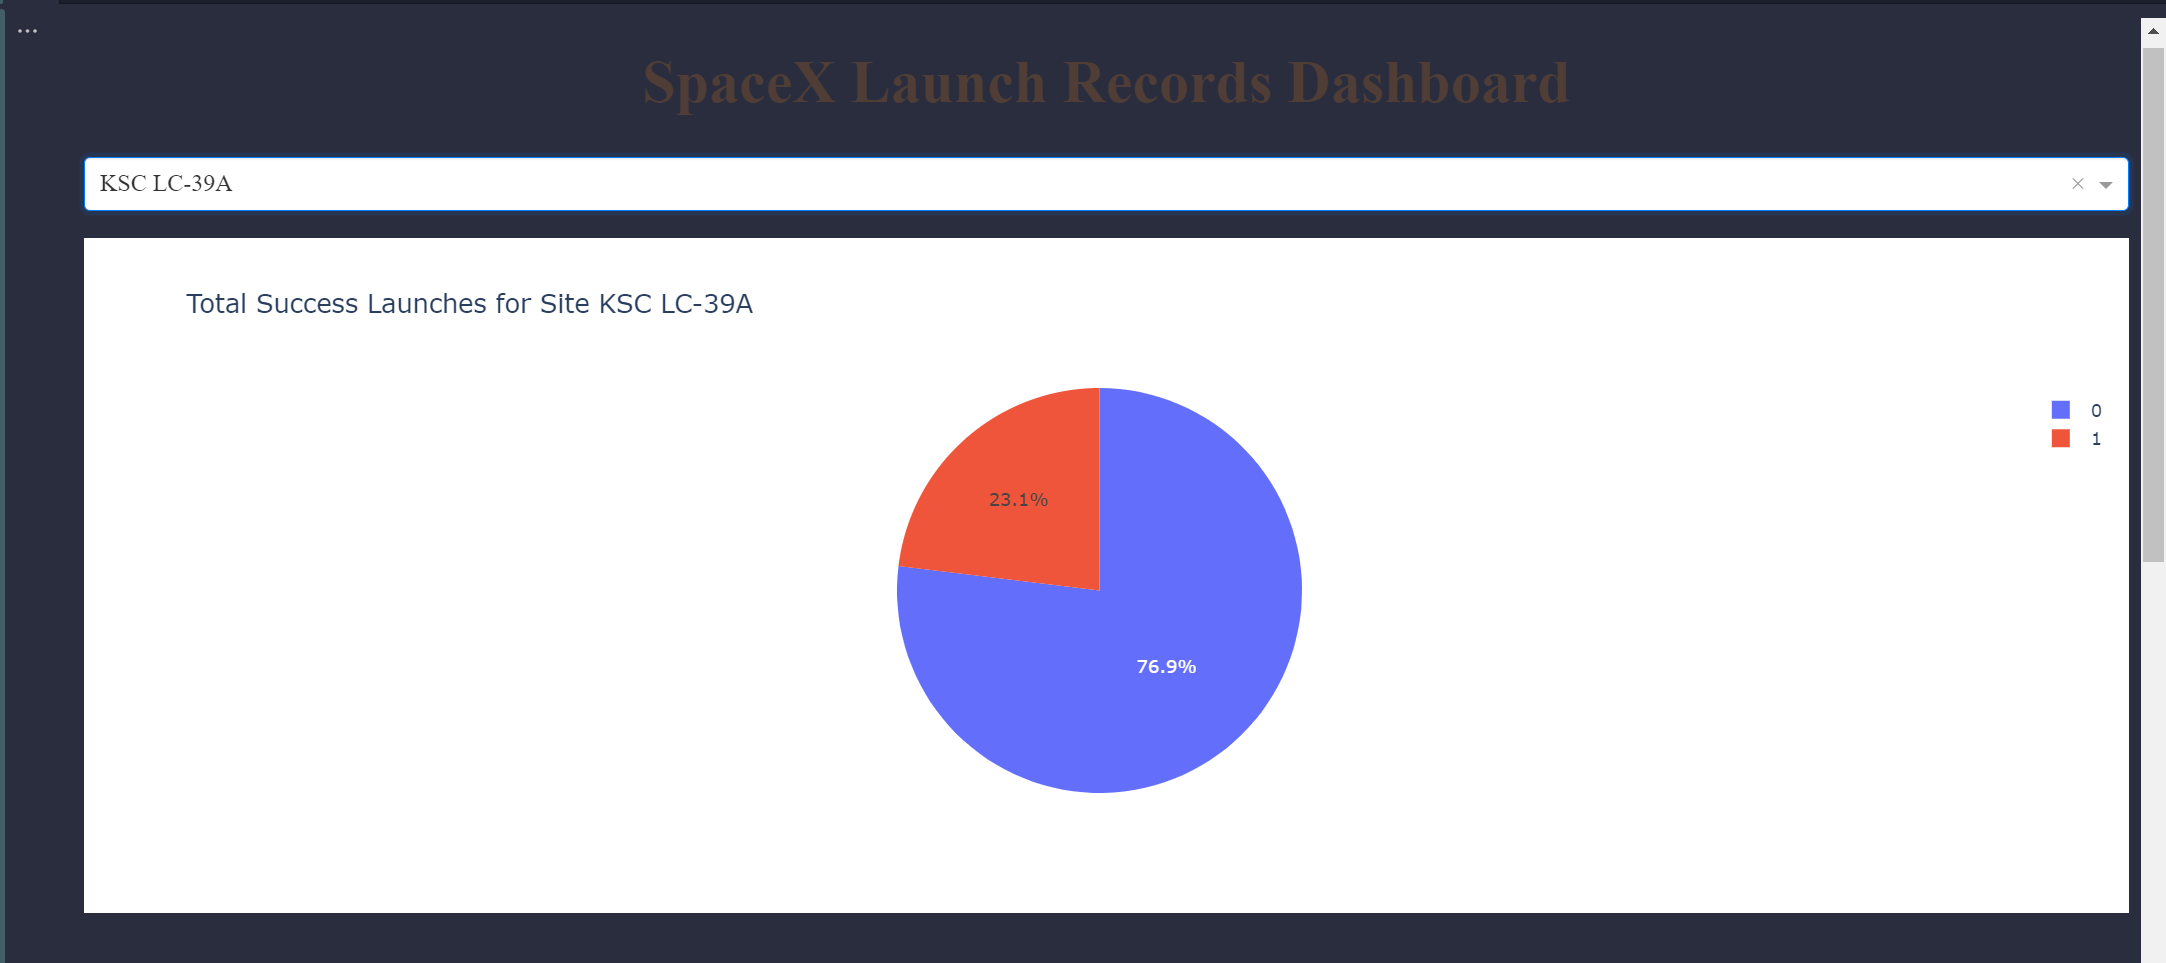 ...
SpaceX Launch Records Dashboard
KSC LC-39A
×
Total Success Launches for Site KSC LC-39A
0
1
23.1%
76.9%